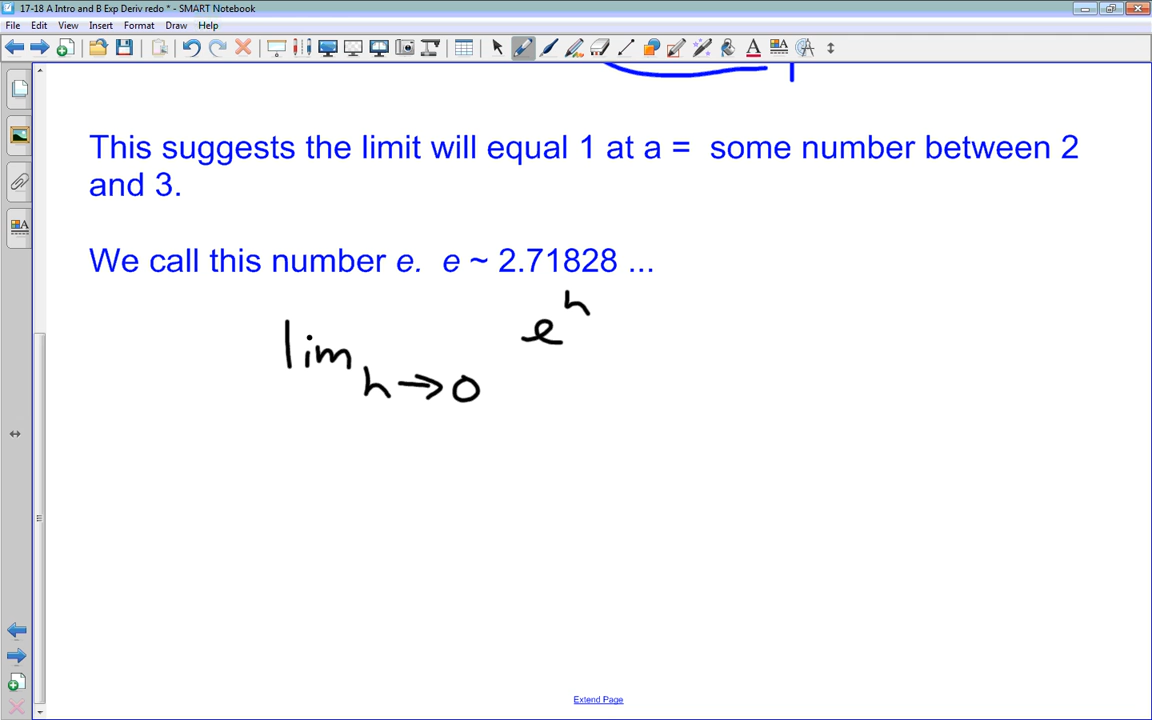 17-18 A Intro and B Exp Deriv redo * - SMART Notebook
File Edit View Insert Format Draw Help
This suggests the limit will equal 1 at a = some number between 2
and 3.
We call this number e. e ~ 2.71828 ...
lim h→0 e^h
Extend Page